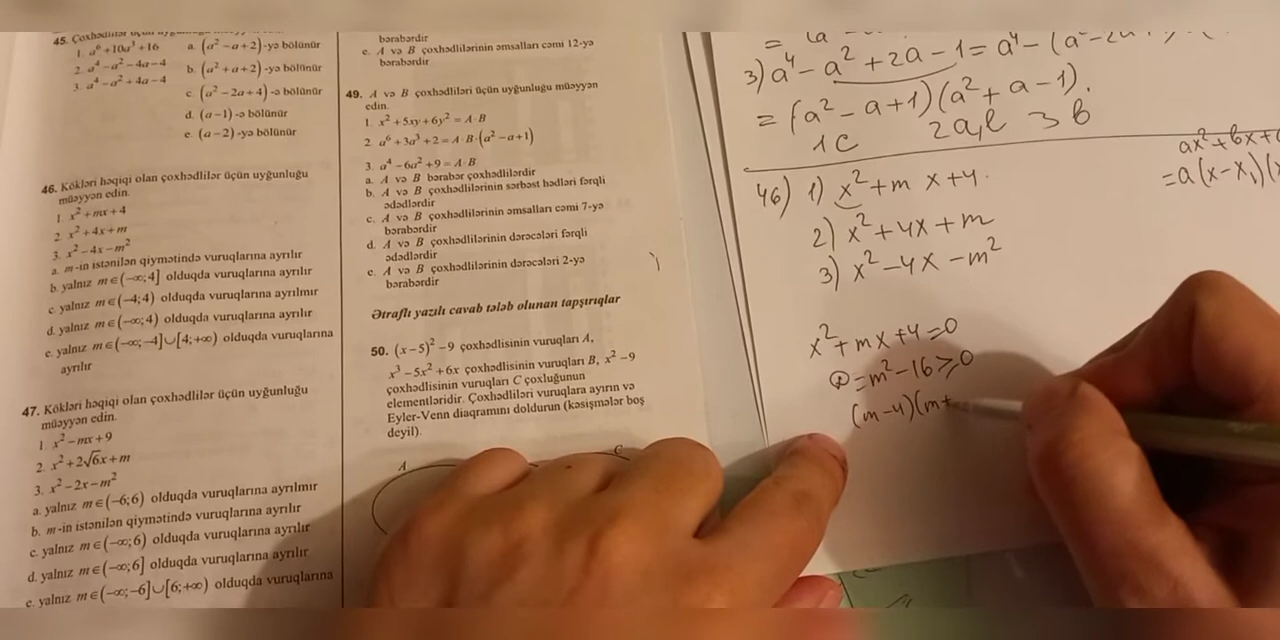 45. Çoxhədlilər üçün uyğunluğu
1. a⁶+10a³+16
2. a⁴−a²−4a−4
3. a⁴−a²+4a−4
a. (a²−a+2)-yə bölünür
b. (a²+a+2)-yə bölünür
c. (a²−2a+4)-ə bölünür
d. (a−1)-ə bölünür
e. (a−2)-yə bölünür
46. Kökləri həqiqi olan çoxhədlilər üçün uyğunluğu
müəyyən edin.
1. x²+mx+4
2. x²+4x+m
3. x²−4x−m²
a. m-in istənilən qiymətində vuruqlarına ayrılır
b. yalnız m∈(−∞;4] olduqda vuruqlarına ayrılır
c. yalnız m∈(−4;4) olduqda vuruqlarına ayrılmır
d. yalnız m∈(−∞;4) olduqda vuruqlarına ayrılır
e. yalnız m∈(−∞;−4]∪[4;+∞) olduqda vuruqlarına
ayrılır
47. Kökləri həqiqi olan çoxhədlilər üçün uyğunluğu
müəyyən edin.
1. x²−mx+9
2. x²+2√6x+m
3. x²−2x−m²
a. yalnız m∈(−6;6) olduqda vuruqlarına ayrılmır
b. m-in istənilən qiymətində vuruqlarına ayrılır
c. yalnız m∈(−∞;6) olduqda vuruqlarına ayrılır
d. yalnız m∈(−∞;6] olduqda vuruqlarına ayrılır
e. yalnız m∈(−∞;−6]∪[6;+∞) olduqda vuruqlarına
bərabərdir
e. A və B çoxhədlilərinin əmsalları cəmi 12-yə
bərabərdir
49. A və B çoxhədliləri üçün uyğunluğu müəyyən
edin.
1. x²+5xy+6y²=A·B
2. a⁶+3a³+2=A·B·(a²−a+1)
3. a⁴−6a²+9=A·B
a. A və B bərabər çoxhədlilərdir
b. A və B çoxhədlilərinin sərbəst hədləri fərqli
ədədlərdir
c. A və B çoxhədlilərinin əmsalları cəmi 7-yə
bərabərdir
d. A və B çoxhədlilərinin dərəcələri fərqli
ədədlərdir
e. A və B çoxhədlilərinin dərəcələri 2-yə
bərabərdir
Ətraflı yazılı cavab tələb olunan tapşırıqlar
50. (x−5)²−9 çoxhədlisinin vuruqları A,
x³−5x²+6x çoxhədlisinin vuruqları B, x²−9
çoxhədlisinin vuruqları C çoxluğunun
elementləridir. Çoxhədliləri vuruqlara ayırın və
Eyler-Venn diaqramını doldurun (kəsişmələr boş
deyil).
A
C
3) a⁴−a²+2a−1=a⁴−(a²−2a
=(a²−a+1)(a²+a−1).
1c 2a,e 3b
ax²+bx+c
=a(x−x₁)(x
46) 1) x²+mx+4.
2) x²+4x+m
3) x²−4x−m²
x²+mx+4=0
D=m²−16≥0
(m−4)(m+